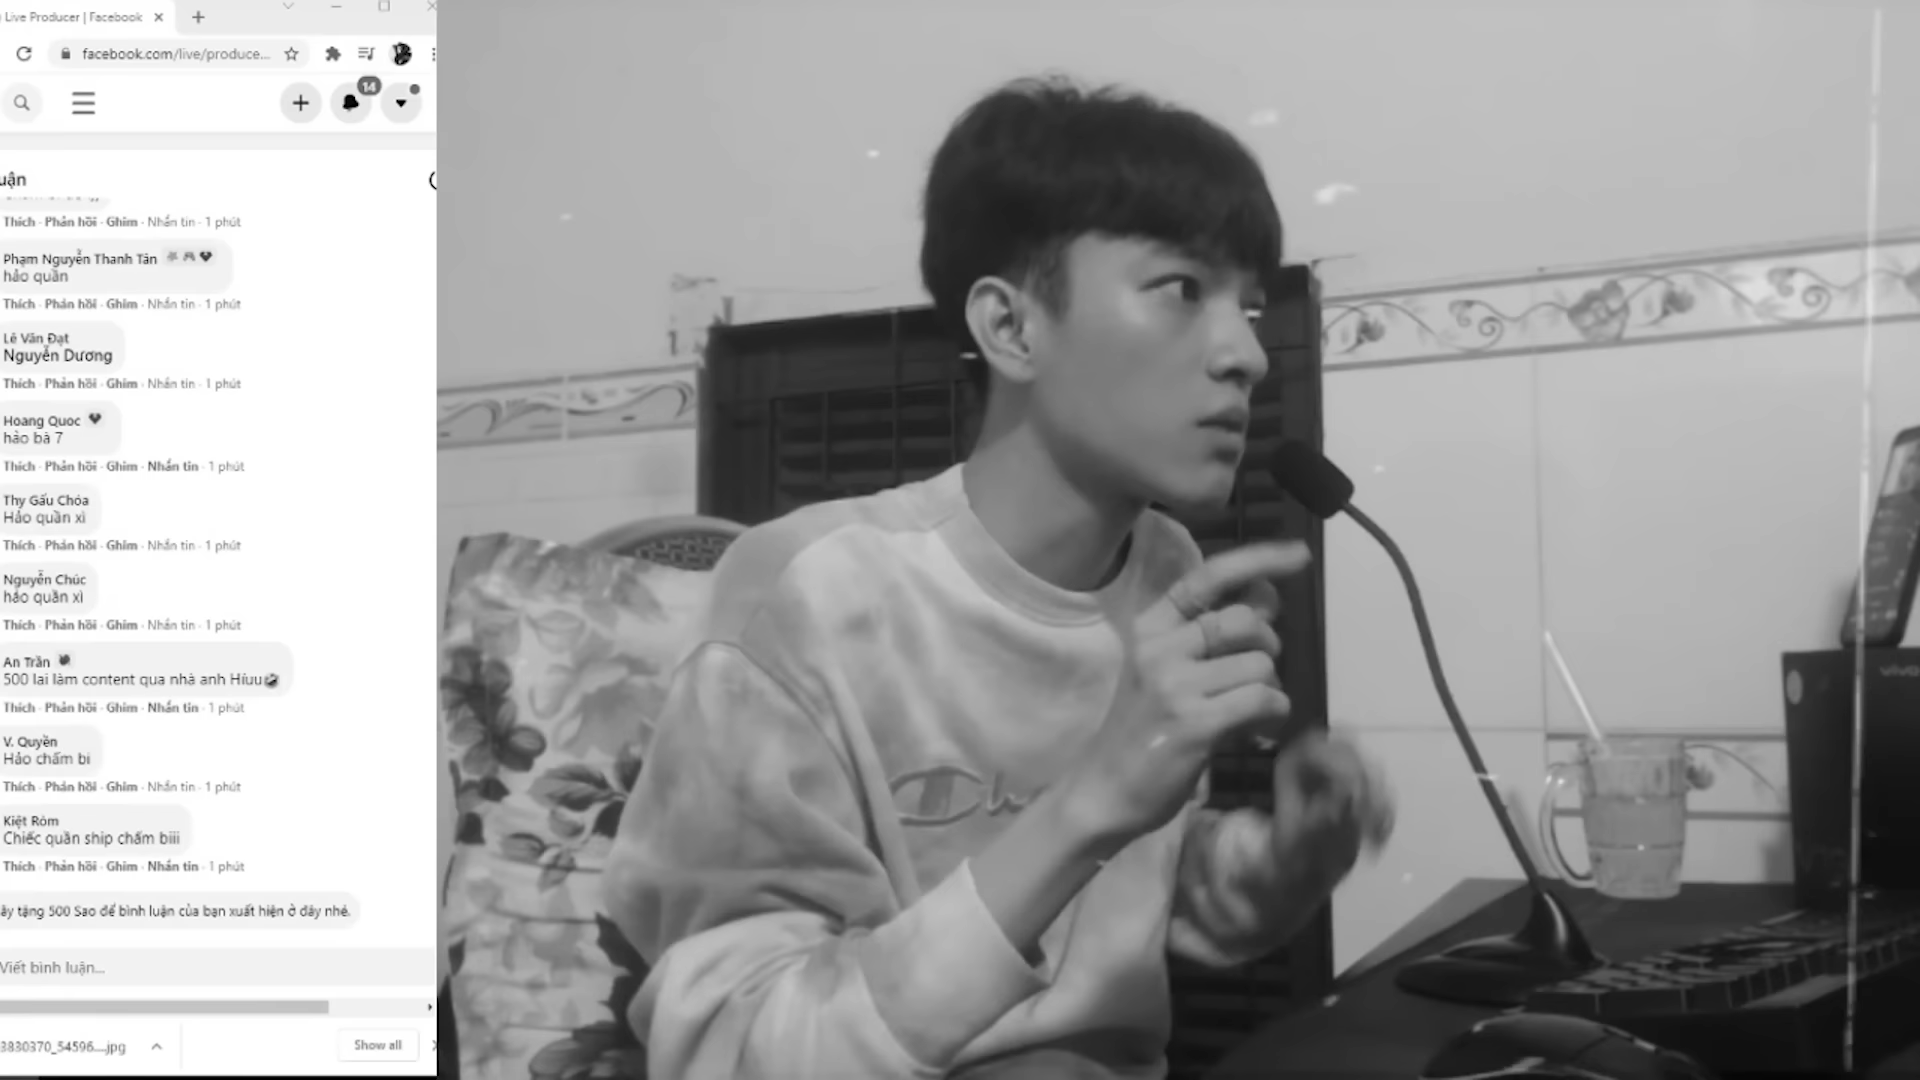 Live Producer | Facebook
facebook.com/live/produce...
14
uận
Thích · Phản hồi · Ghim · Nhắn tin · 1 phút
Phạm Nguyễn Thanh Tân
hảo quần
Thích · Phản hồi · Ghim · Nhắn tin · 1 phút
Lê Văn Đạt
Nguyễn Dương
Thích · Phản hồi · Ghim · Nhắn tin · 1 phút
Hoang Quoc
hảo bà 7
Thích · Phản hồi · Ghim · Nhắn tin · 1 phút
Thy Gấu Chóa
Hảo quần xì
Thích · Phản hồi · Ghim · Nhắn tin · 1 phút
Nguyễn Chúc
hảo quần xì
Thích · Phản hồi · Ghim · Nhắn tin · 1 phút
An Trần
500 lai làm content qua nhà anh Híuu
Thích · Phản hồi · Ghim · Nhắn tin · 1 phút
V. Quyền
Hảo chấm bi
Thích · Phản hồi · Ghim · Nhắn tin · 1 phút
Kiệt Róm
Chiếc quần ship chấm biii
Thích · Phản hồi · Ghim · Nhắn tin · 1 phút
ãy tặng 500 Sao để bình luận của bạn xuất hiện ở đây nhé.
Viết bình luận...
3830370_54596....jpg
Show all
vivo